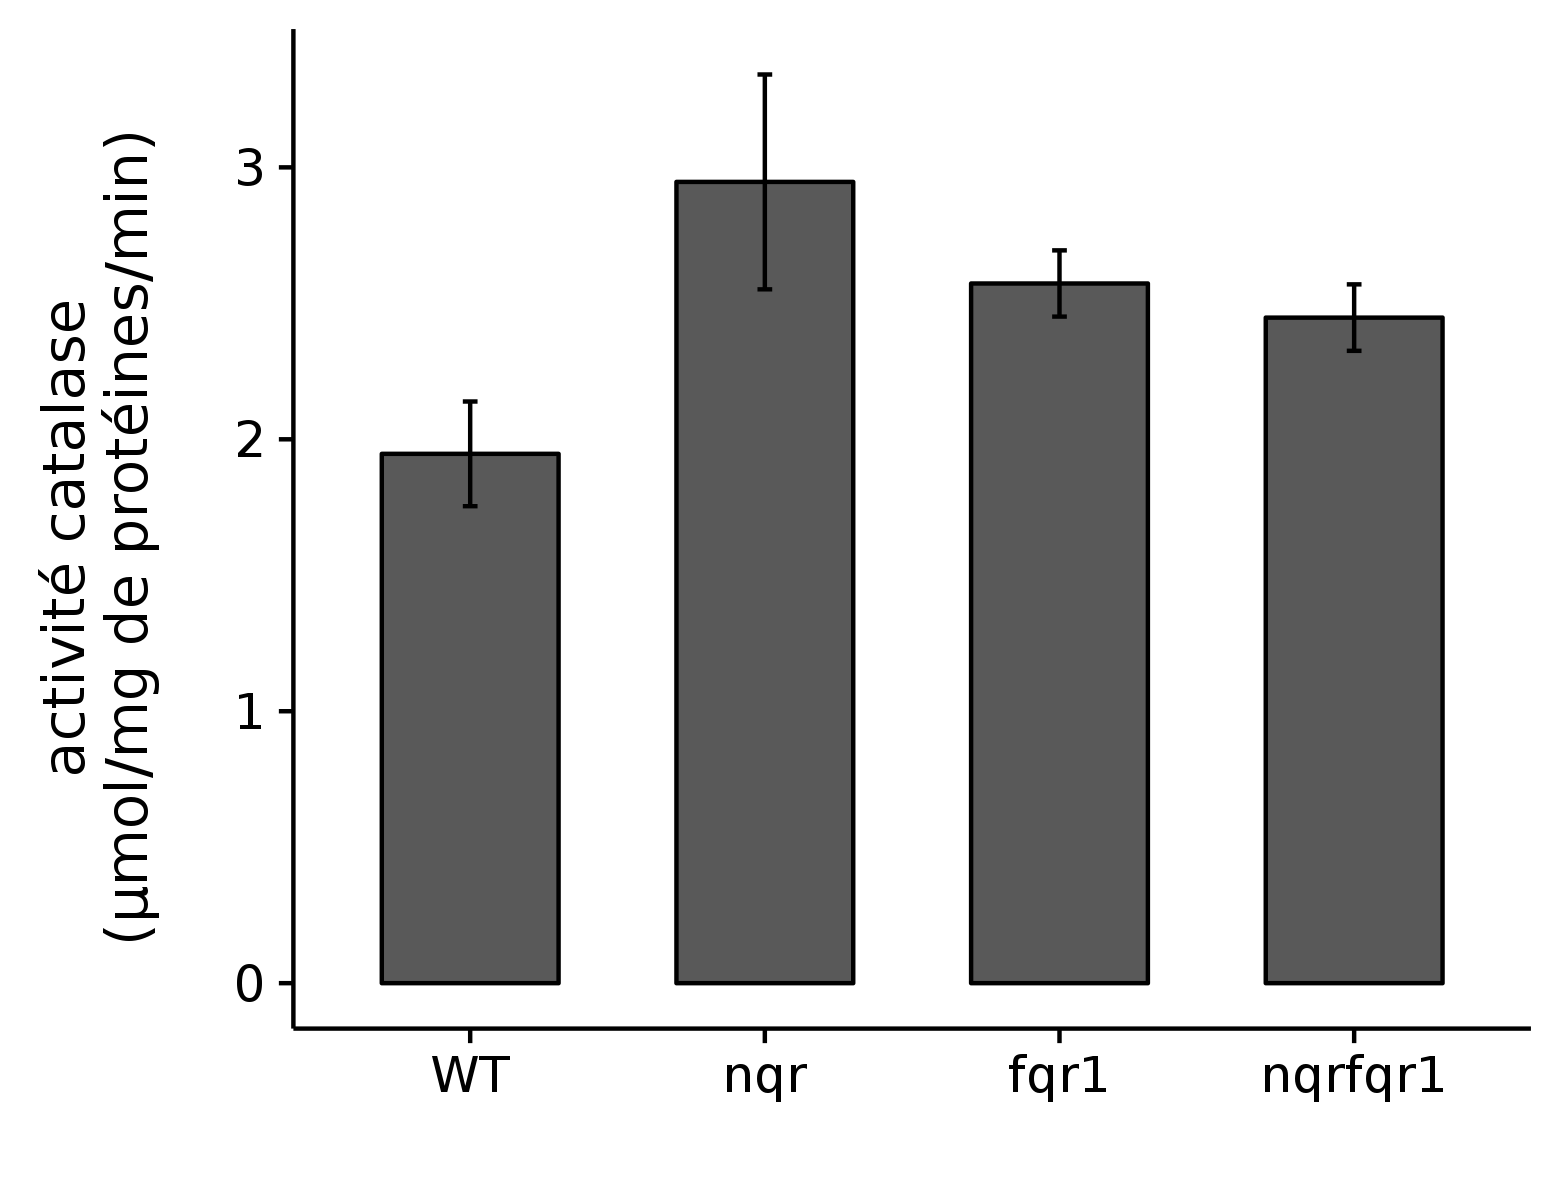 activité catalase
(µmol/mg de protéines/min)
3
2
1
0
WT
nqr
fqr1
nqrfqr1